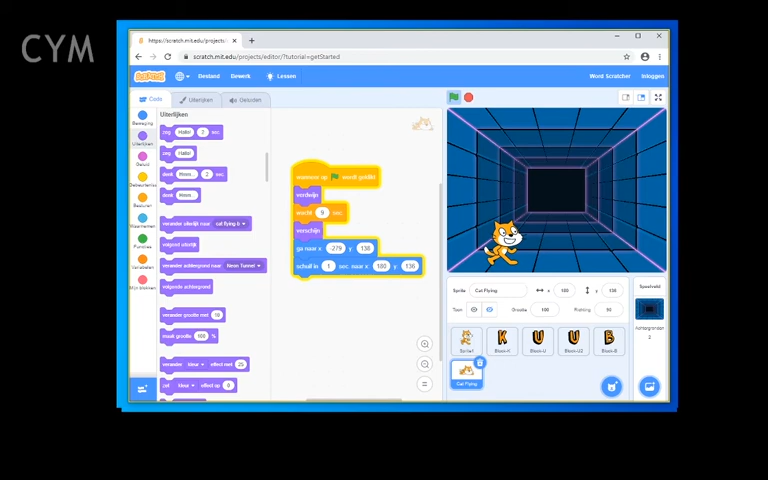 CYM
https://scratch.mit.edu/projects
scratch.mit.edu/projects/editor/?tutorial=getStarted
Bestand Bewerk Lessen Word Scratcher Inloggen
Code Uiterlijken Geluiden
Beweging
Uiterlijken
Geluid
Gebeurtenis
Besturen
Waarnemen
Functies
Variabelen
Mijn blokken
Uiterlijken
zeg Hallo! 2 sec
zeg Hallo!
denk Hmm 2 sec
denk Hmm
verander uiterlijk naar cat flying b
volgend uiterlijk
verander achtergrond naar Neon Tunnel
volgende achtergrond
verander grootte met 10
maak grootte 100 %
verander kleur effect met 25
zet kleur effect op 0
wanneer op wordt geklikt
verdwijn
wacht 9 sec.
verschijn
ga naar x -279 y 138
schuif in 1 sec. naar x 180 y 136
Sprite Cat Flying x 180 y 136
Toon Grootte 100 Richting 90
Sprite1 Block-K Block-U Block-U2 Block-B
Cat Flying
Speelveld
Achtergronden
2